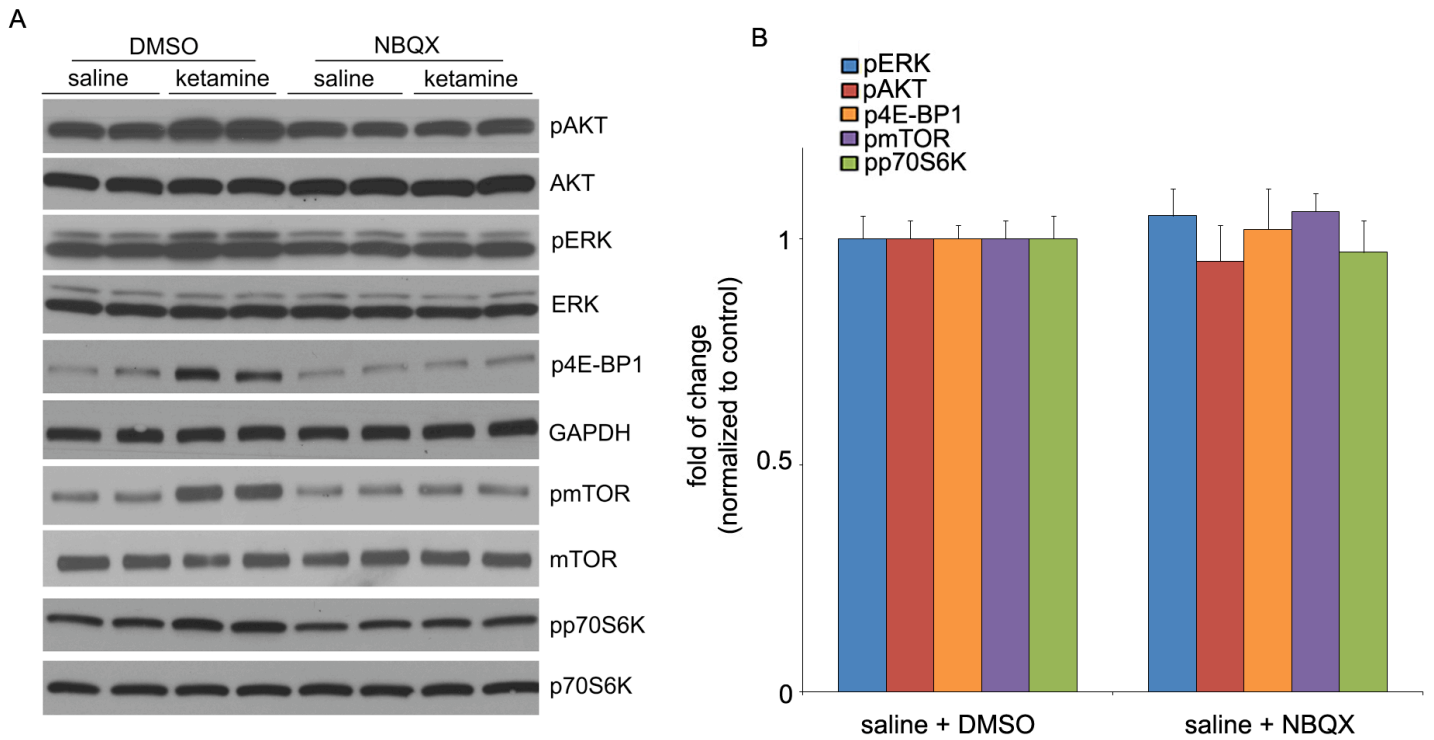 A
DMSO NBQX
saline ketamine saline ketamine
pAKT
AKT
pERK
ERK
p4E-BP1
GAPDH
pmTOR
mTOR
pp70S6K
p70S6K
B
pERK
pAKT
p4E-BP1
pmTOR
pp70S6K
fold of change
(normalized to control)
1
0.5
0
saline + DMSO saline + NBQX